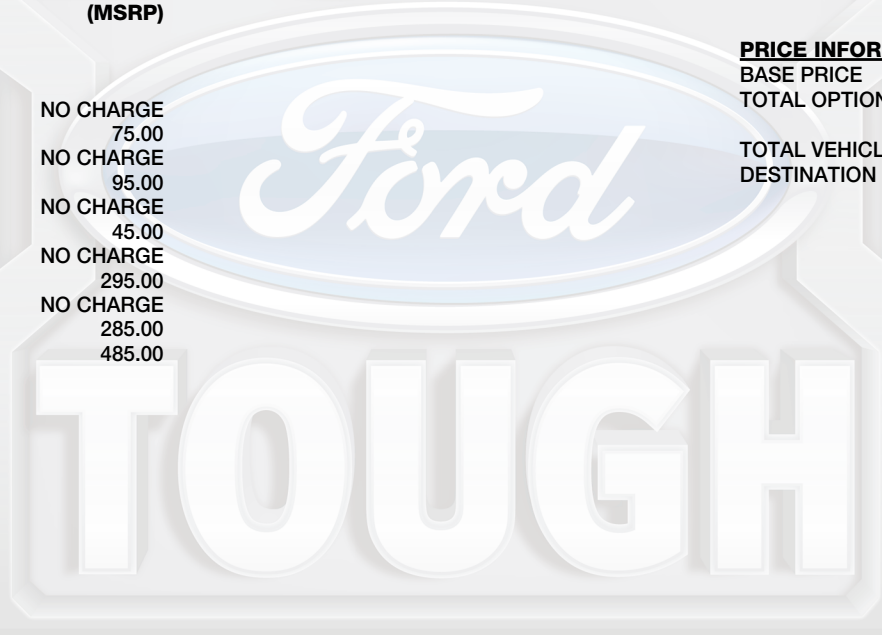 (MSRP)
NO CHARGE
75.00
NO CHARGE
95.00
NO CHARGE
45.00
NO CHARGE
295.00
NO CHARGE
285.00
485.00
PRICE INFOR
BASE PRICE
TOTAL OPTION
TOTAL VEHICL
DESTINATION
Ford
TOUGH